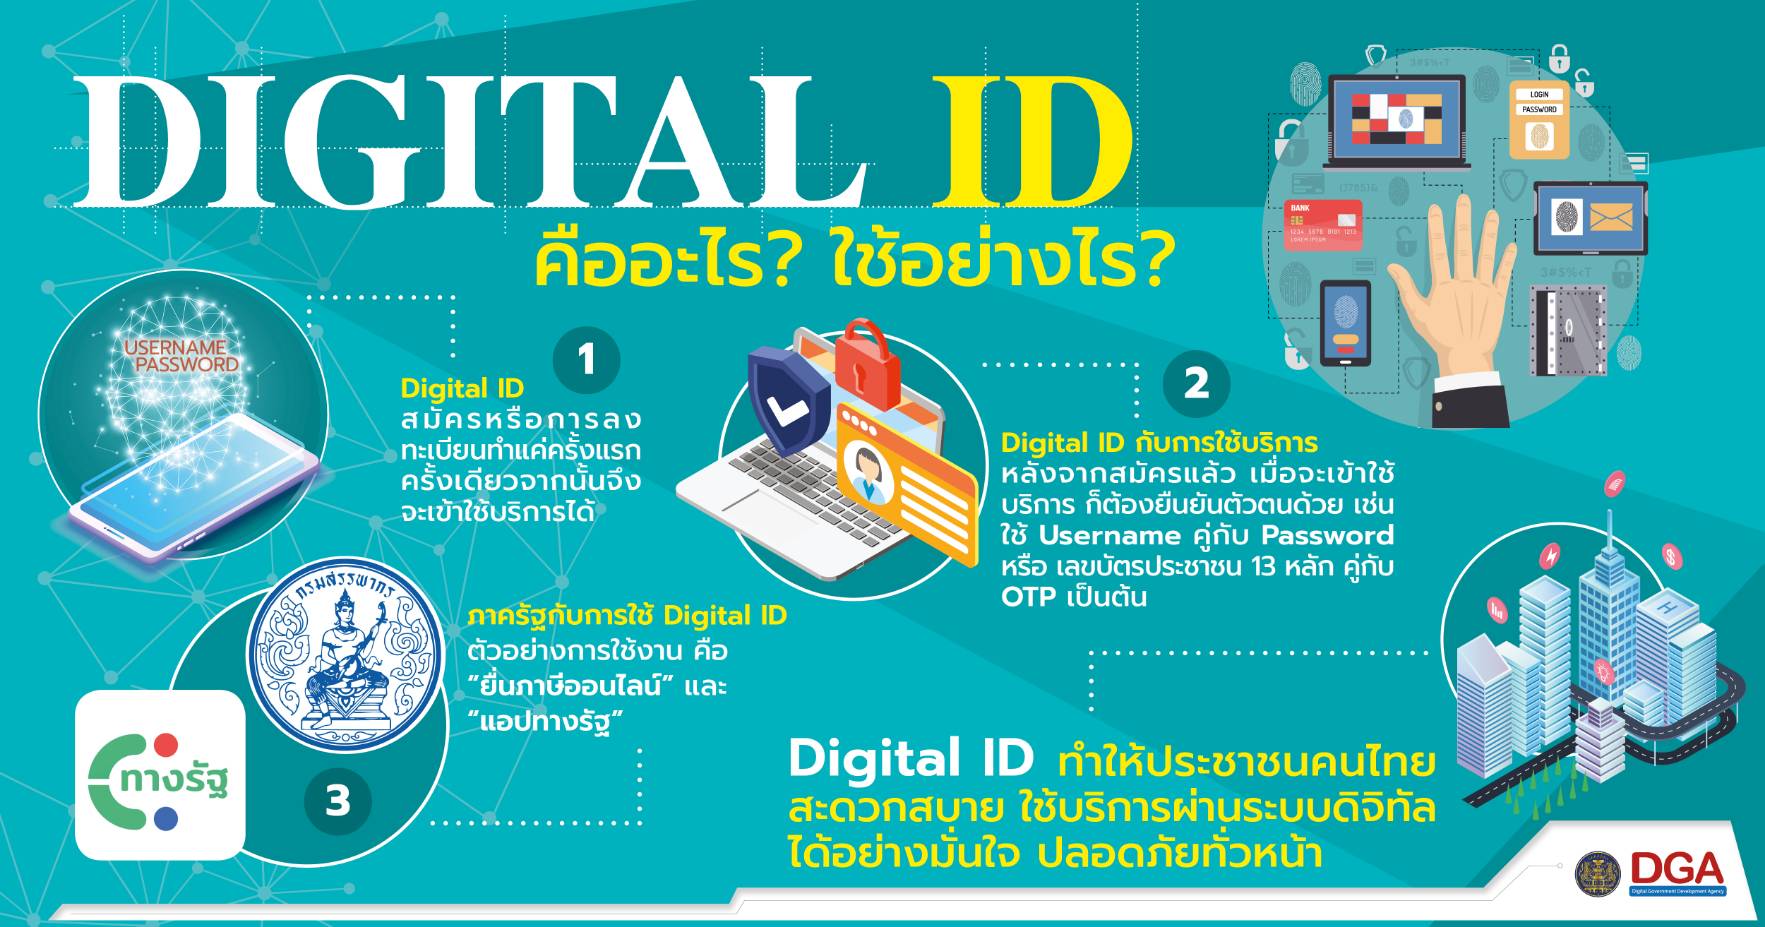 DIGITAL ID
คืออะไร? ใช้อย่างไร?
USERNAME
PASSWORD
1
Digital ID
สมัครหรือการลง
ทะเบียนทำแค่ครั้งแรก
ครั้งเดียวจากนั้นจึง
จะเข้าใช้บริการได้
2
Digital ID กับการใช้บริการ
หลังจากสมัครแล้ว เมื่อจะเข้าใช้
บริการ ก็ต้องยืนยันตัวตนด้วย เช่น
ใช้ Username คู่กับ Password
หรือ เลขบัตรประชาชน 13 หลัก คู่กับ
OTP เป็นต้น
3#$%<T
LOGIN
PASSWORD
BANK
1234 5678 9101 1213
LOREM IPSUM
3#$%<T
กรมสรรพากร
ภาครัฐกับการใช้ Digital ID
ตัวอย่างการใช้งาน คือ
“ยื่นภาษีออนไลน์” และ
“แอปทางรัฐ”
ทางรัฐ
3
H
Digital ID ทำให้ประชาชนคนไทย
สะดวกสบาย ใช้บริการผ่านระบบดิจิทัล
ได้อย่างมั่นใจ ปลอดภัยทั่วหน้า
DGA
Digital Government Development Agency